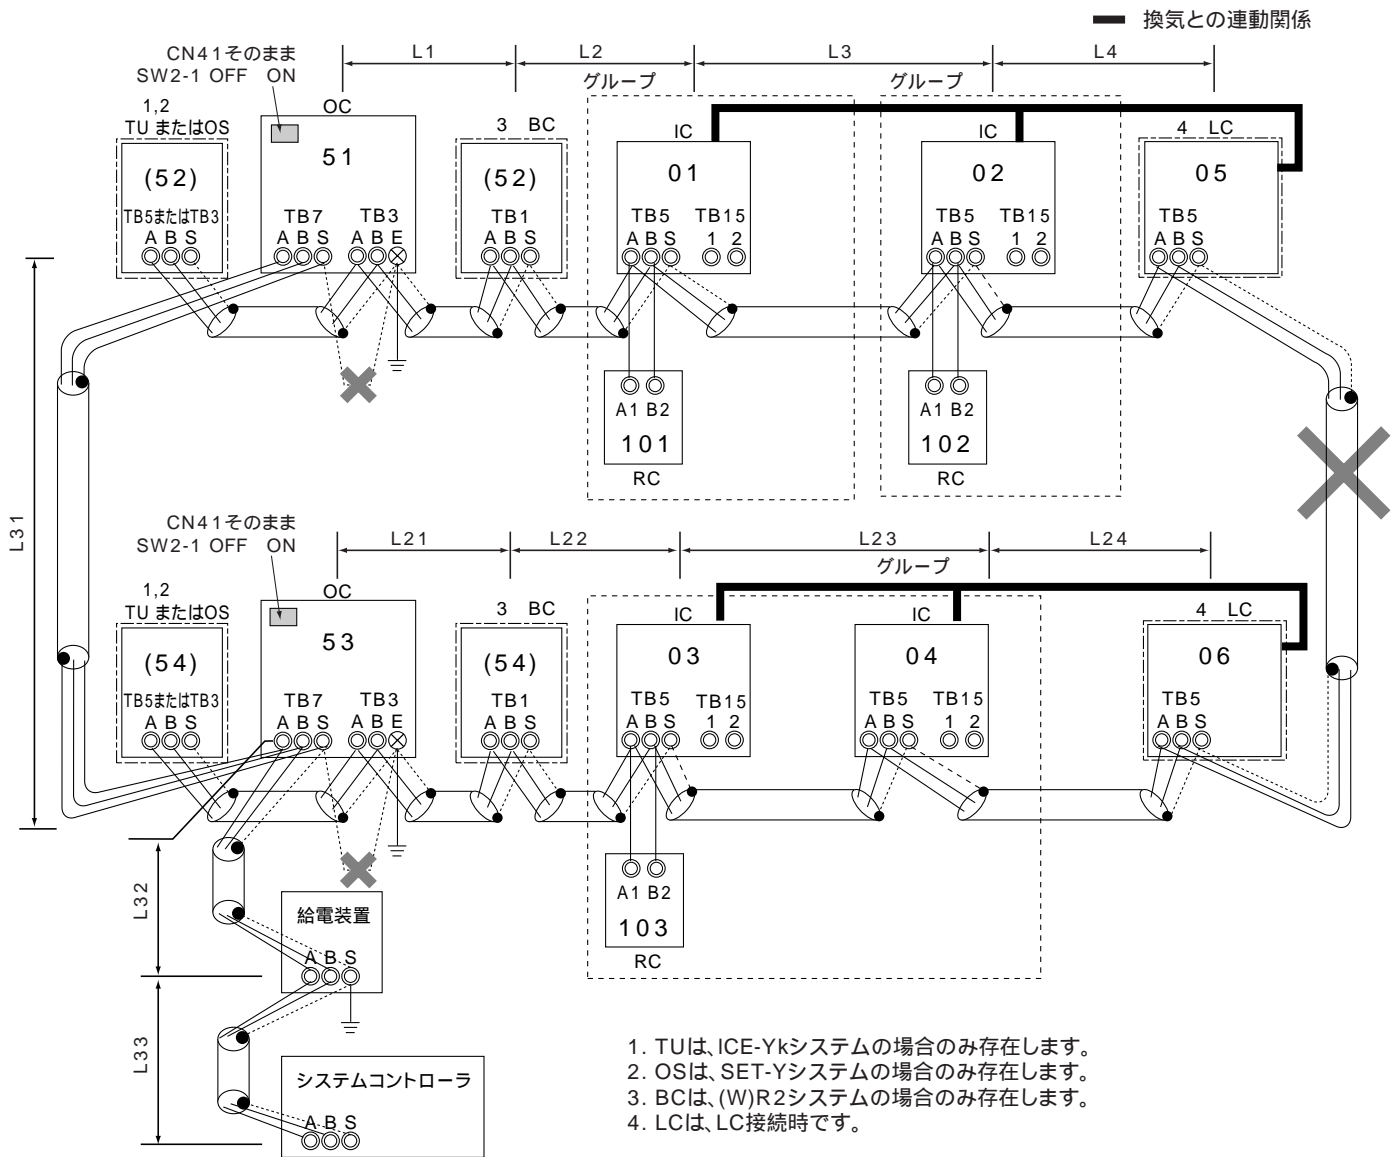 換気との連動関係
CN41そのまま
SW2-1 OFF ON
L1
L2
L3
L4
グループ
グループ
1,2
TU またはOS
OC
3 BC
IC
IC
4 LC
(52)
51
(52)
01
02
05
TB5またはTB3
TB7
TB3
TB1
TB5
TB15
TB5
TB15
TB5
A B S
A B S
A B E
A B S
A B S
1 2
A B S
1 2
A B S
A1 B2
101
RC
A1 B2
102
RC
L31
CN41そのまま
SW2-1 OFF ON
L21
L22
L23
L24
グループ
1,2
TU またはOS
OC
3 BC
IC
IC
4 LC
(54)
53
(54)
03
04
06
TB5またはTB3
TB7
TB3
TB1
TB5
TB15
TB5
TB15
TB5
A B S
A B S
A B E
A B S
A B S
1 2
A B S
1 2
A B S
A1 B2
103
RC
L32
給電装置
A B S
L33
システムコントローラ
A B S
1. TUは、ICE-Ykシステムの場合のみ存在します。
2. OSは、SET-Yシステムの場合のみ存在します。
3. BCは、(W)R2システムの場合のみ存在します。
4. LCは、LC接続時です。